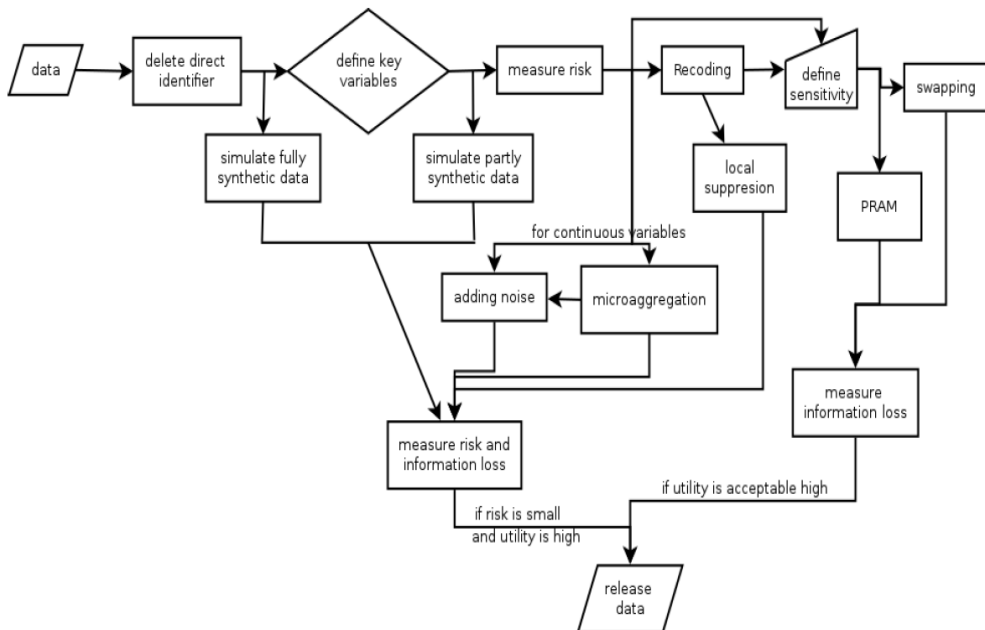 data
delete direct
identifier
define key
variables
measure risk
Recoding
define
sensitivity
swapping
simulate fully
synthetic data
simulate partly
synthetic data
local
suppresion
PRAM
for continuous variables
adding noise
microaggregation
measure
information loss
measure risk and
information loss
if utility is acceptable high
if risk is small
and utility is high
release
data